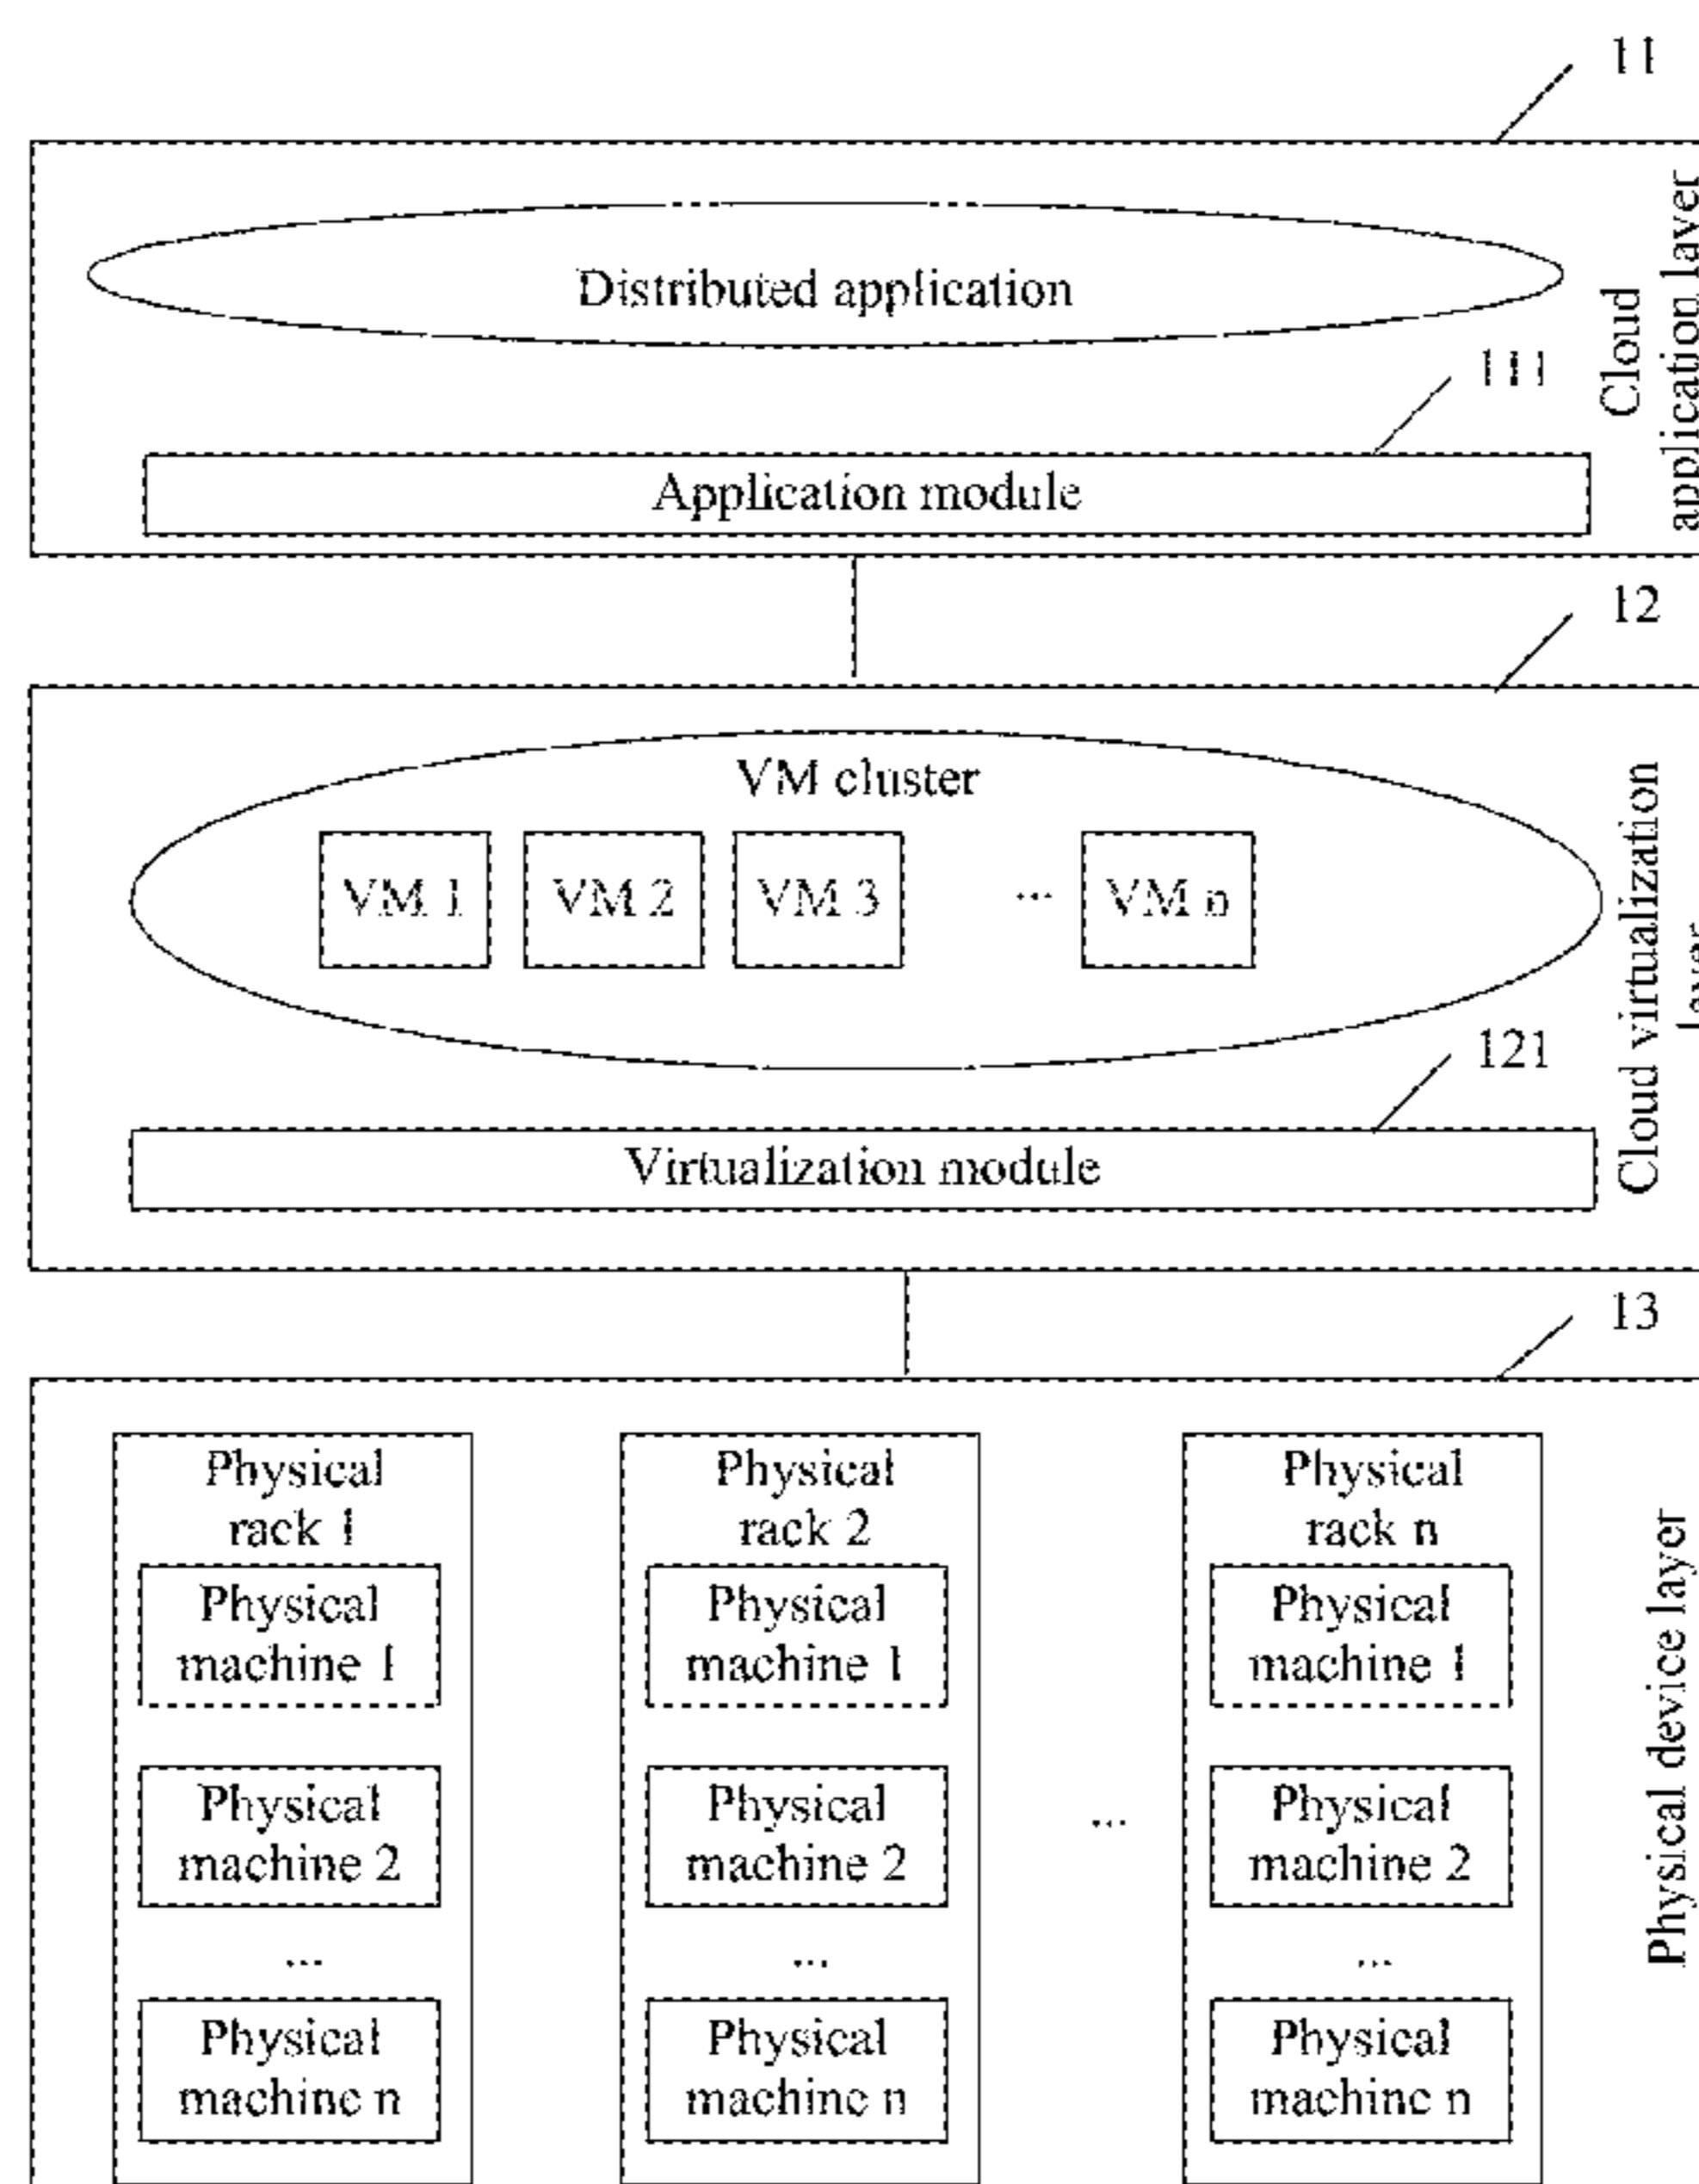 11
Distributed application
Cloud
application layer
111
Application module
12
VM cluster
VM 1
VM 2
VM 3
...
VM n
Cloud virtualization
layer
121
Virtualization module
13
Physical
rack 1
Physical
machine 1
Physical
machine 2
...
Physical
machine n
Physical
rack 2
Physical
machine 1
Physical
machine 2
...
Physical
machine n
...
Physical
rack n
Physical
machine 1
Physical
machine 2
...
Physical
machine n
Physical device layer